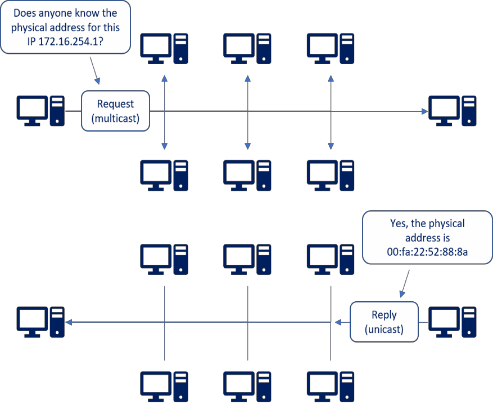 Does anyone know the
physical address for this
IP 172.16.254.1?
Request
(multicast)
Yes, the physical
address is
00:fa:22:52:88:8a
Reply
(unicast)